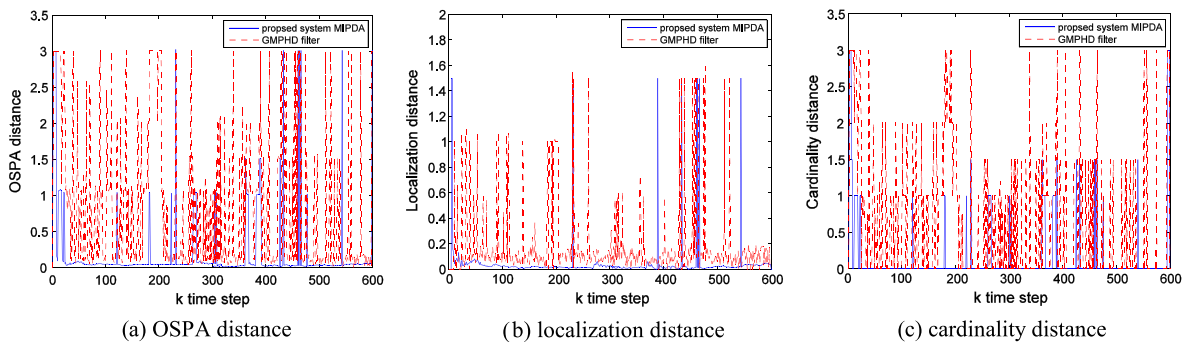 3.5
3
2.5
2
1.5
1
0.5
0
0 100 200 300 400 500 600
OSPA distance
k time step
propsed system MIPDA
GMPHD filter
(a) OSPA distance
2
1.8
1.6
1.4
1.2
1
0.8
0.6
0.4
0.2
0
0 100 200 300 400 500 600
Localization distance
k time step
propsed system MIPDA
GMPHD filter
(b) localization distance
3.5
3
2.5
2
1.5
1
0.5
0
0 100 200 300 400 500 600
Cardinality distance
k time step
propsed system MIPDA
GMPHD filter
(c) cardinality distance